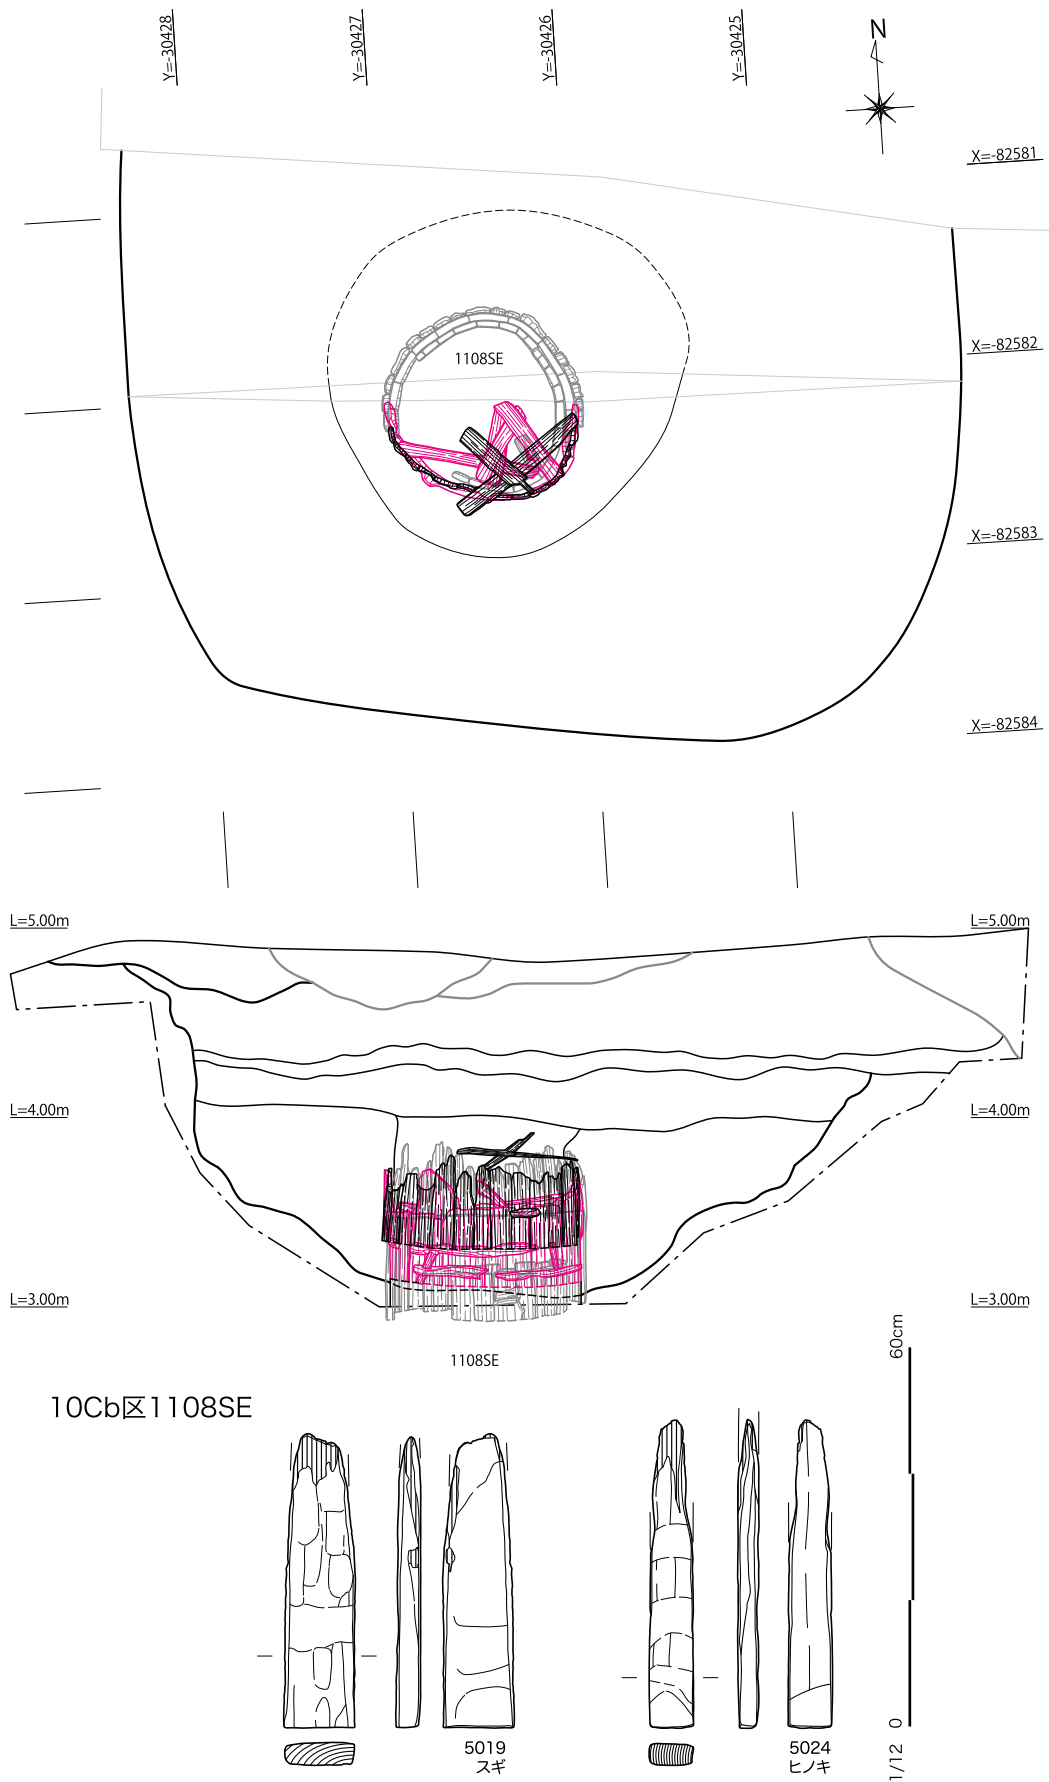 Y=-30428
Y=-30427
Y=-30426
Y=-30425
N
X=-82581
X=-82582
1108SE
X=-82583
X=-82584
L=5.00m
L=5.00m
L=4.00m
L=4.00m
L=3.00m
L=3.00m
1108SE
10Cb区1108SE
60cm
0
1/12
5019
スギ
5024
ヒノキ